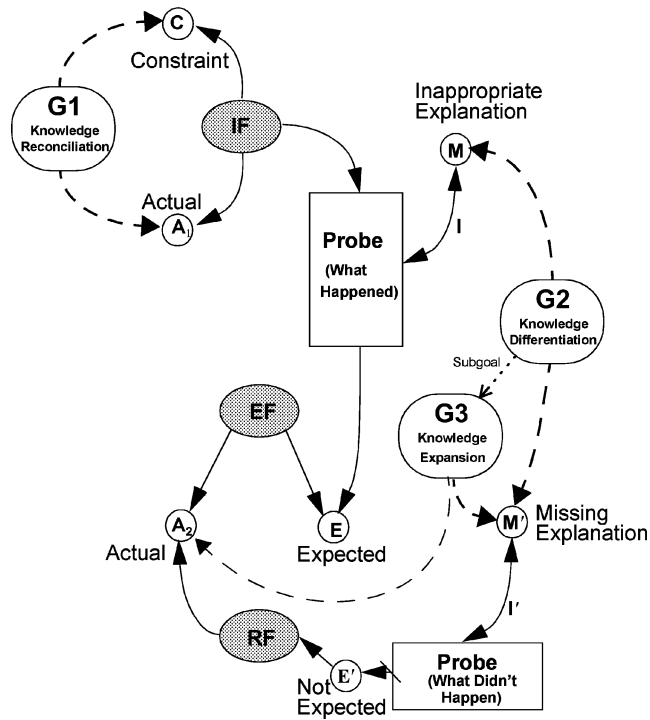 C
Constraint
G1
Knowledge
Reconciliation
IF
Inappropriate
Explanation
M
Actual
A1
I
Probe
(What
Happened)
G2
Knowledge
Differentiation
Subgoal
G3
Knowledge
Expansion
EF
A2
E
M′
Missing
Explanation
Actual
Expected
I′
RF
E′
Not
Expected
Probe
(What Didn't
Happen)